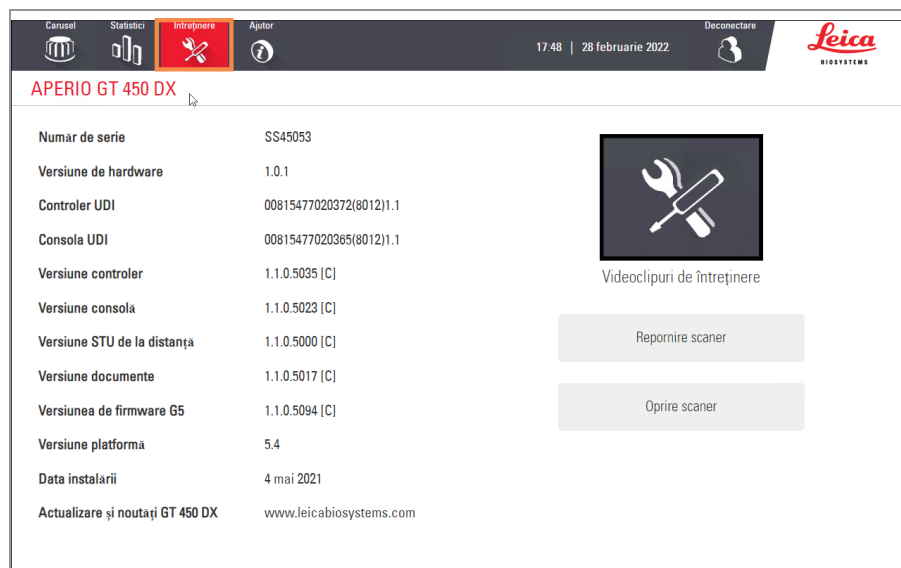 Carusel Statistici Întreținere Ajutor Deconectare
17:48 | 28 februarie 2022
Leica
BIOSYSTEMS
APERIO GT 450 DX
Număr de serie SS45053
Versiune de hardware 1.0.1
Controler UDI 00815477020372(8012)1.1
Consola UDI 00815477020365(8012)1.1
Versiune controler 1.1.0.5035 [C]
Versiune consolă 1.1.0.5023 [C]
Versiune STU de la distanță 1.1.0.5000 [C]
Versiune documente 1.1.0.5017 [C]
Versiunea de firmware G5 1.1.0.5094 [C]
Versiune platformă 5.4
Data instalării 4 mai 2021
Actualizare și noutăți GT 450 DX www.leicabiosystems.com
Videoclipuri de întreținere
Repornire scaner
Oprire scaner